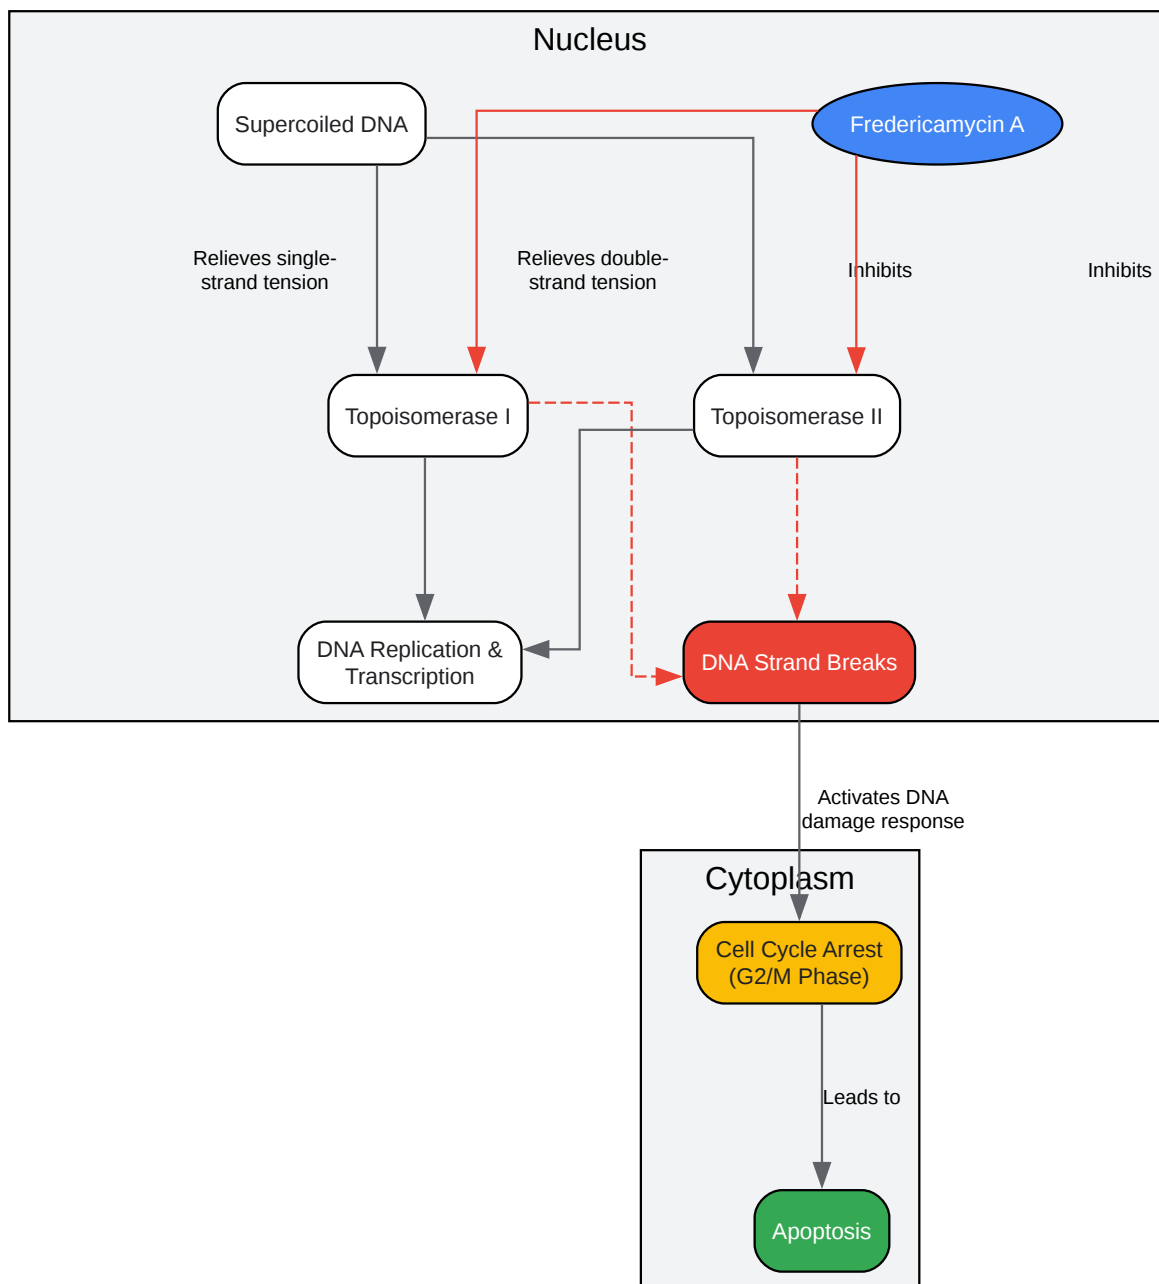 Nucleus
Supercoiled DNA
Fredericamycin A
Relieves single-
strand tension
Relieves double-
strand tension
Inhibits
Inhibits
Topoisomerase I
Topoisomerase II
DNA Replication &
Transcription
DNA Strand Breaks
Activates DNA
damage response
Cytoplasm
Cell Cycle Arrest
(G2/M Phase)
Leads to
Apoptosis